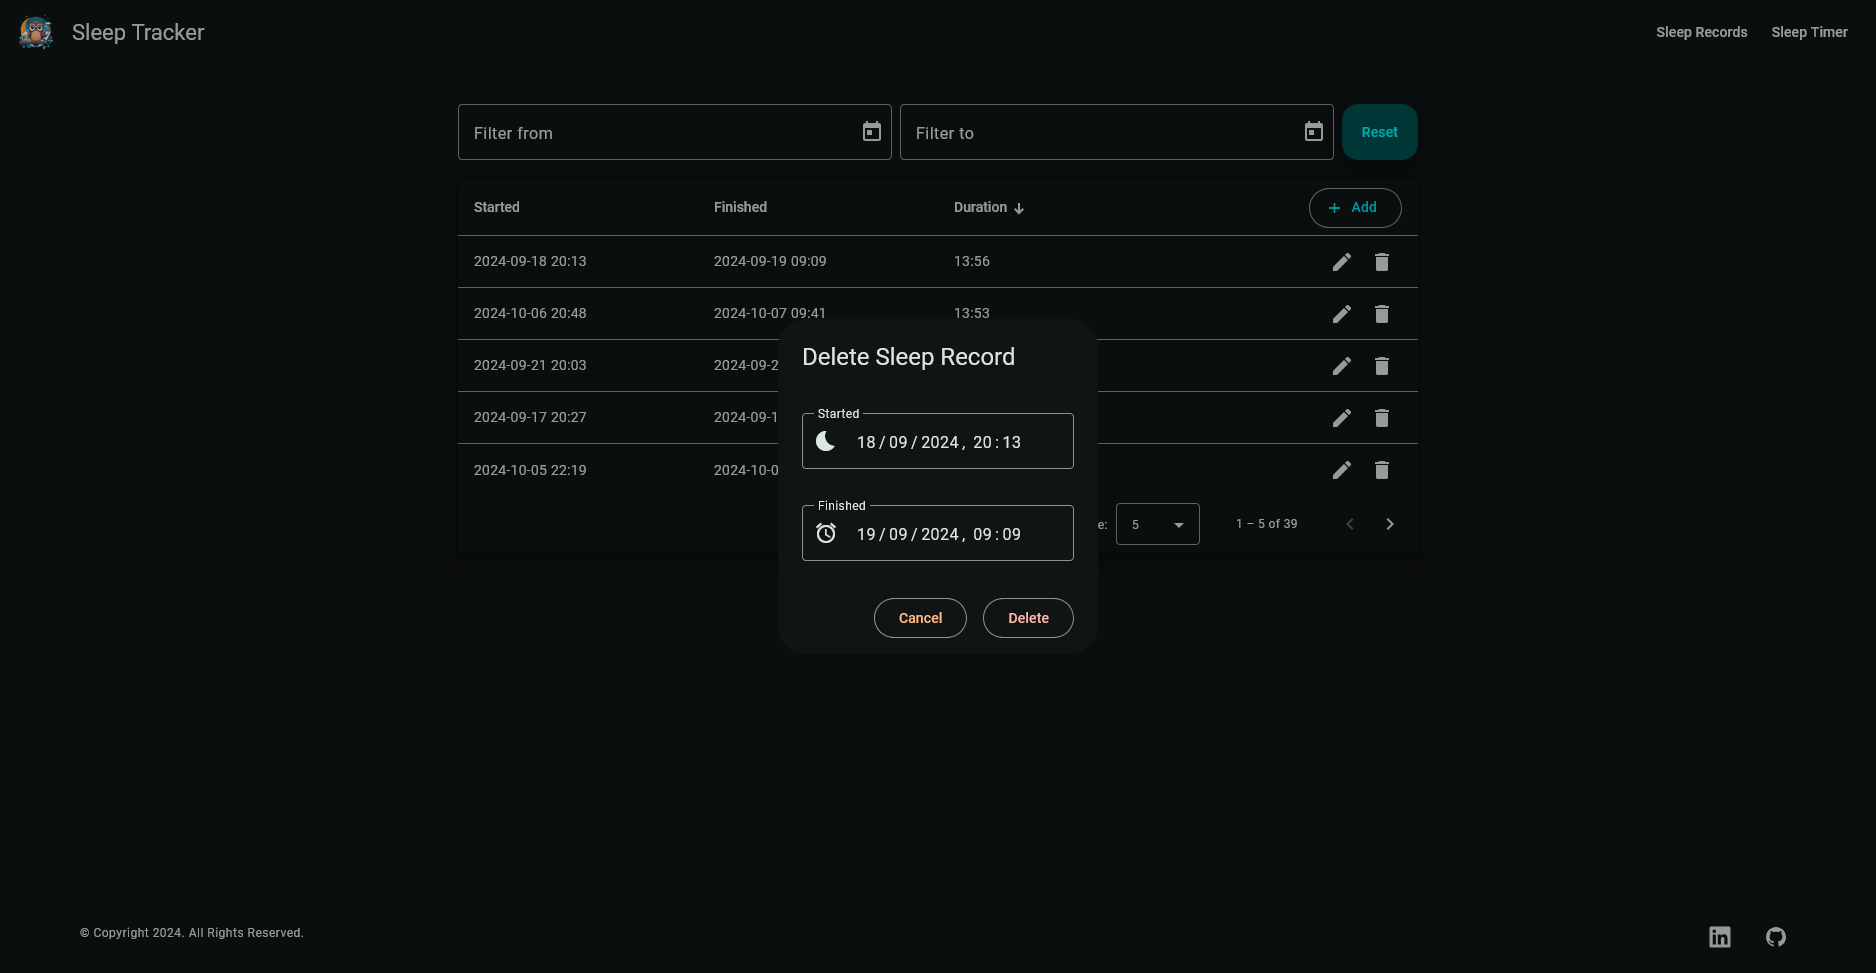 Sleep Tracker
Sleep Records
Sleep Timer
Filter from
Filter to
Reset
Started Finished Duration
Add
2024-09-18 20:13 2024-09-19 09:09 13:56
2024-10-06 20:48 2024-10-07 09:41 13:53
2024-09-21 20:03 2024-09-2
2024-09-17 20:27 2024-09-1
2024-10-05 22:19 2024-10-0
e: 5 1 – 5 of 39
Delete Sleep Record
Started
18/09/2024, 20:13
Finished
19/09/2024, 09:09
Cancel
Delete
© Copyright 2024. All Rights Reserved.
in